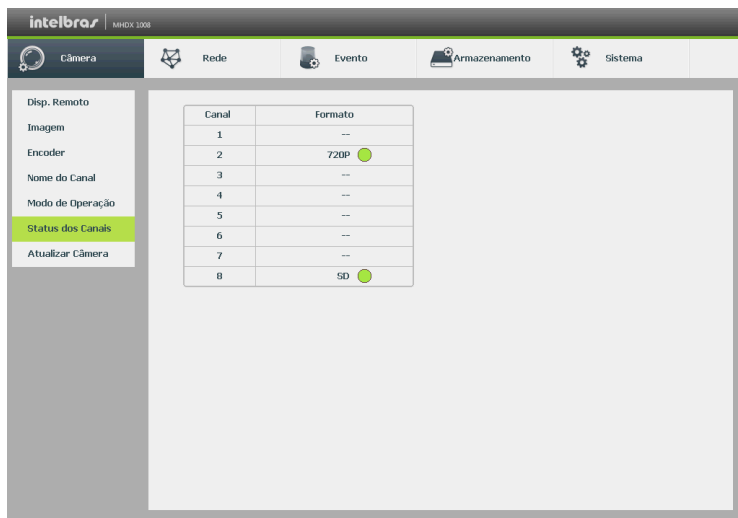 intelbras MHDX 1008
Câmera Rede Evento Armazenamento Sistema
Disp. Remoto
Imagem
Encoder
Nome do Canal
Modo de Operação
Status dos Canais
Atualizar Câmera
Canal Formato
1 --
2 720P
3 --
4 --
5 --
6 --
7 --
8 SD